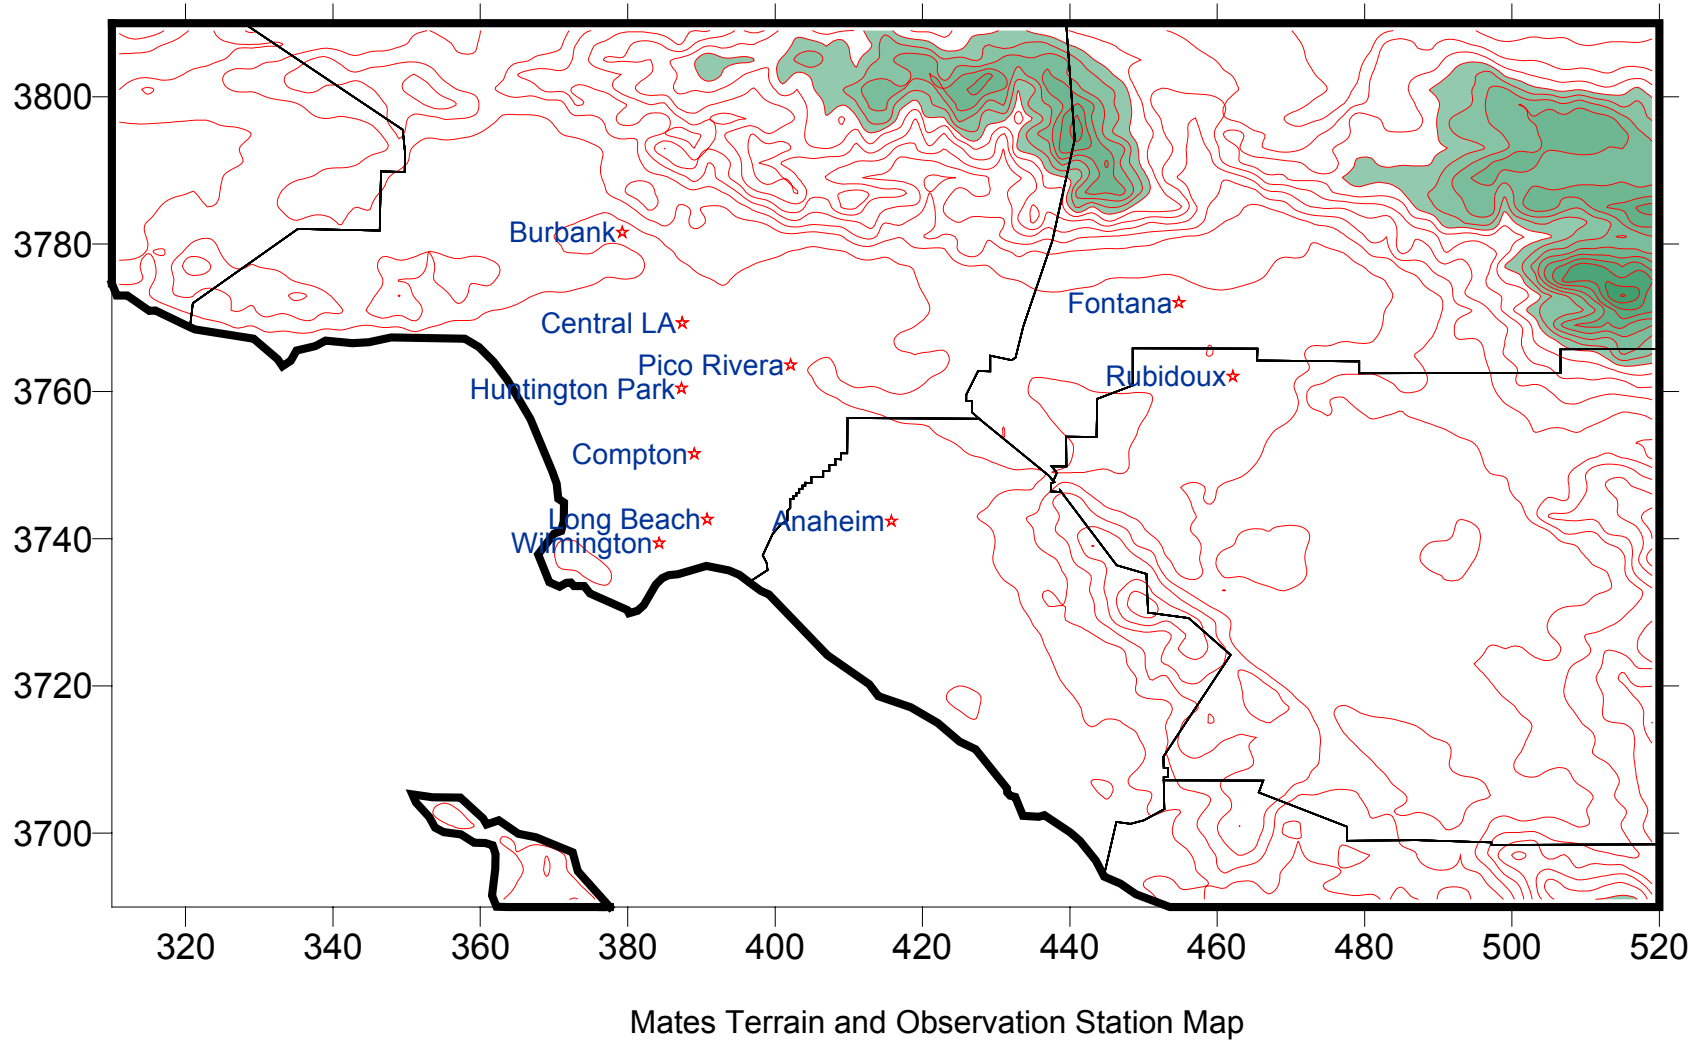 3800
3780
Burbank
Fontana
Central LA
Pico Rivera
Rubidoux
3760
Huntington Park
Compton
Long Beach
Anaheim
3740
Wilmington
3720
3700
320 340 360 380 400 420 440 460 480 500 520
Mates Terrain and Observation Station Map